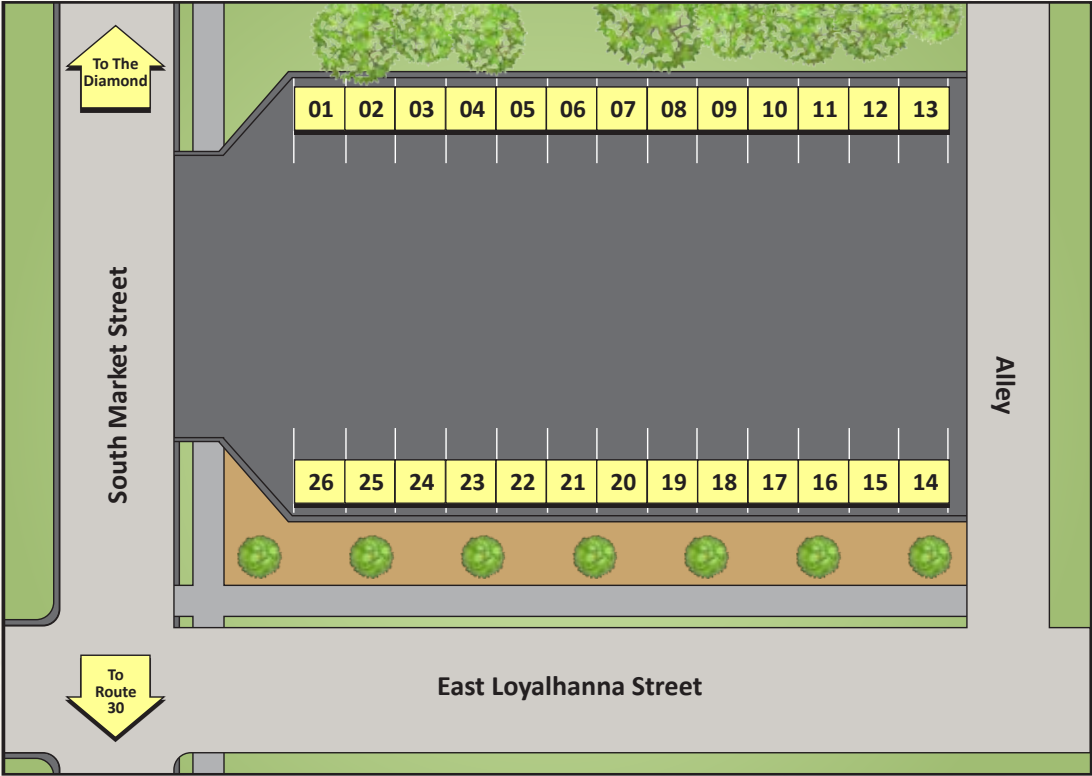 To The
Diamond
01 02 03 04 05 06 07 08 09 10 11 12 13
South Market Street
Alley
26 25 24 23 22 21 20 19 18 17 16 15 14
To
Route
30
East Loyalhanna Street